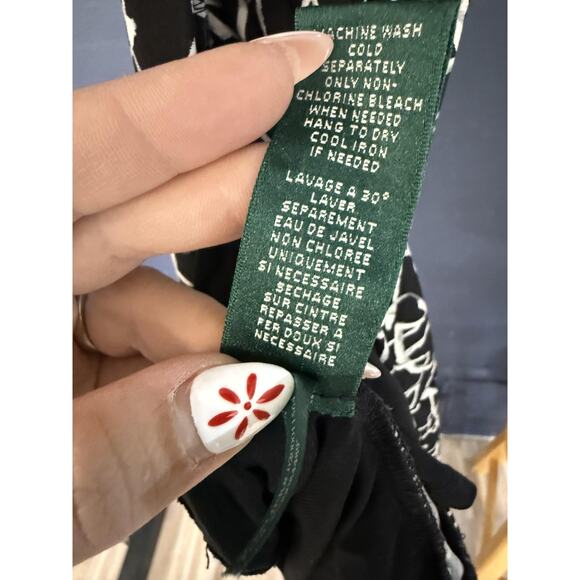 MACHINE WASH
COLD
SEPARATELY
ONLY NON-
CHLORINE BLEACH
WHEN NEEDED
HANG TO DRY
COOL IRON
IF NEEDED
LAVAGE A 30°
LAVER
SEPAREMENT
EAU DE JAVEL
NON CHLOREE
UNIQUEMENT
SI NECESSAIRE
SECHAGE
SUR CINTRE
REPASSER A
FER DOUX SI
NECESSAIRE